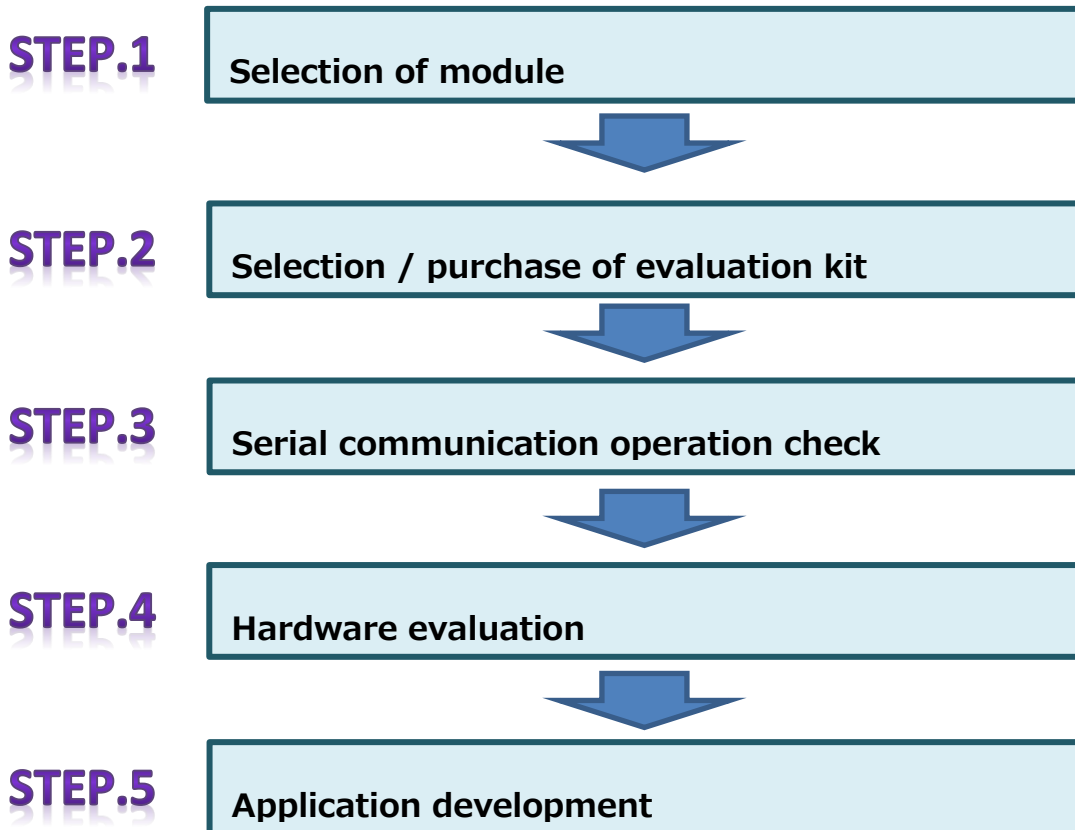 STEP.1
Selection of module
STEP.2
Selection / purchase of evaluation kit
STEP.3
Serial communication operation check
STEP.4
Hardware evaluation
STEP.5
Application development